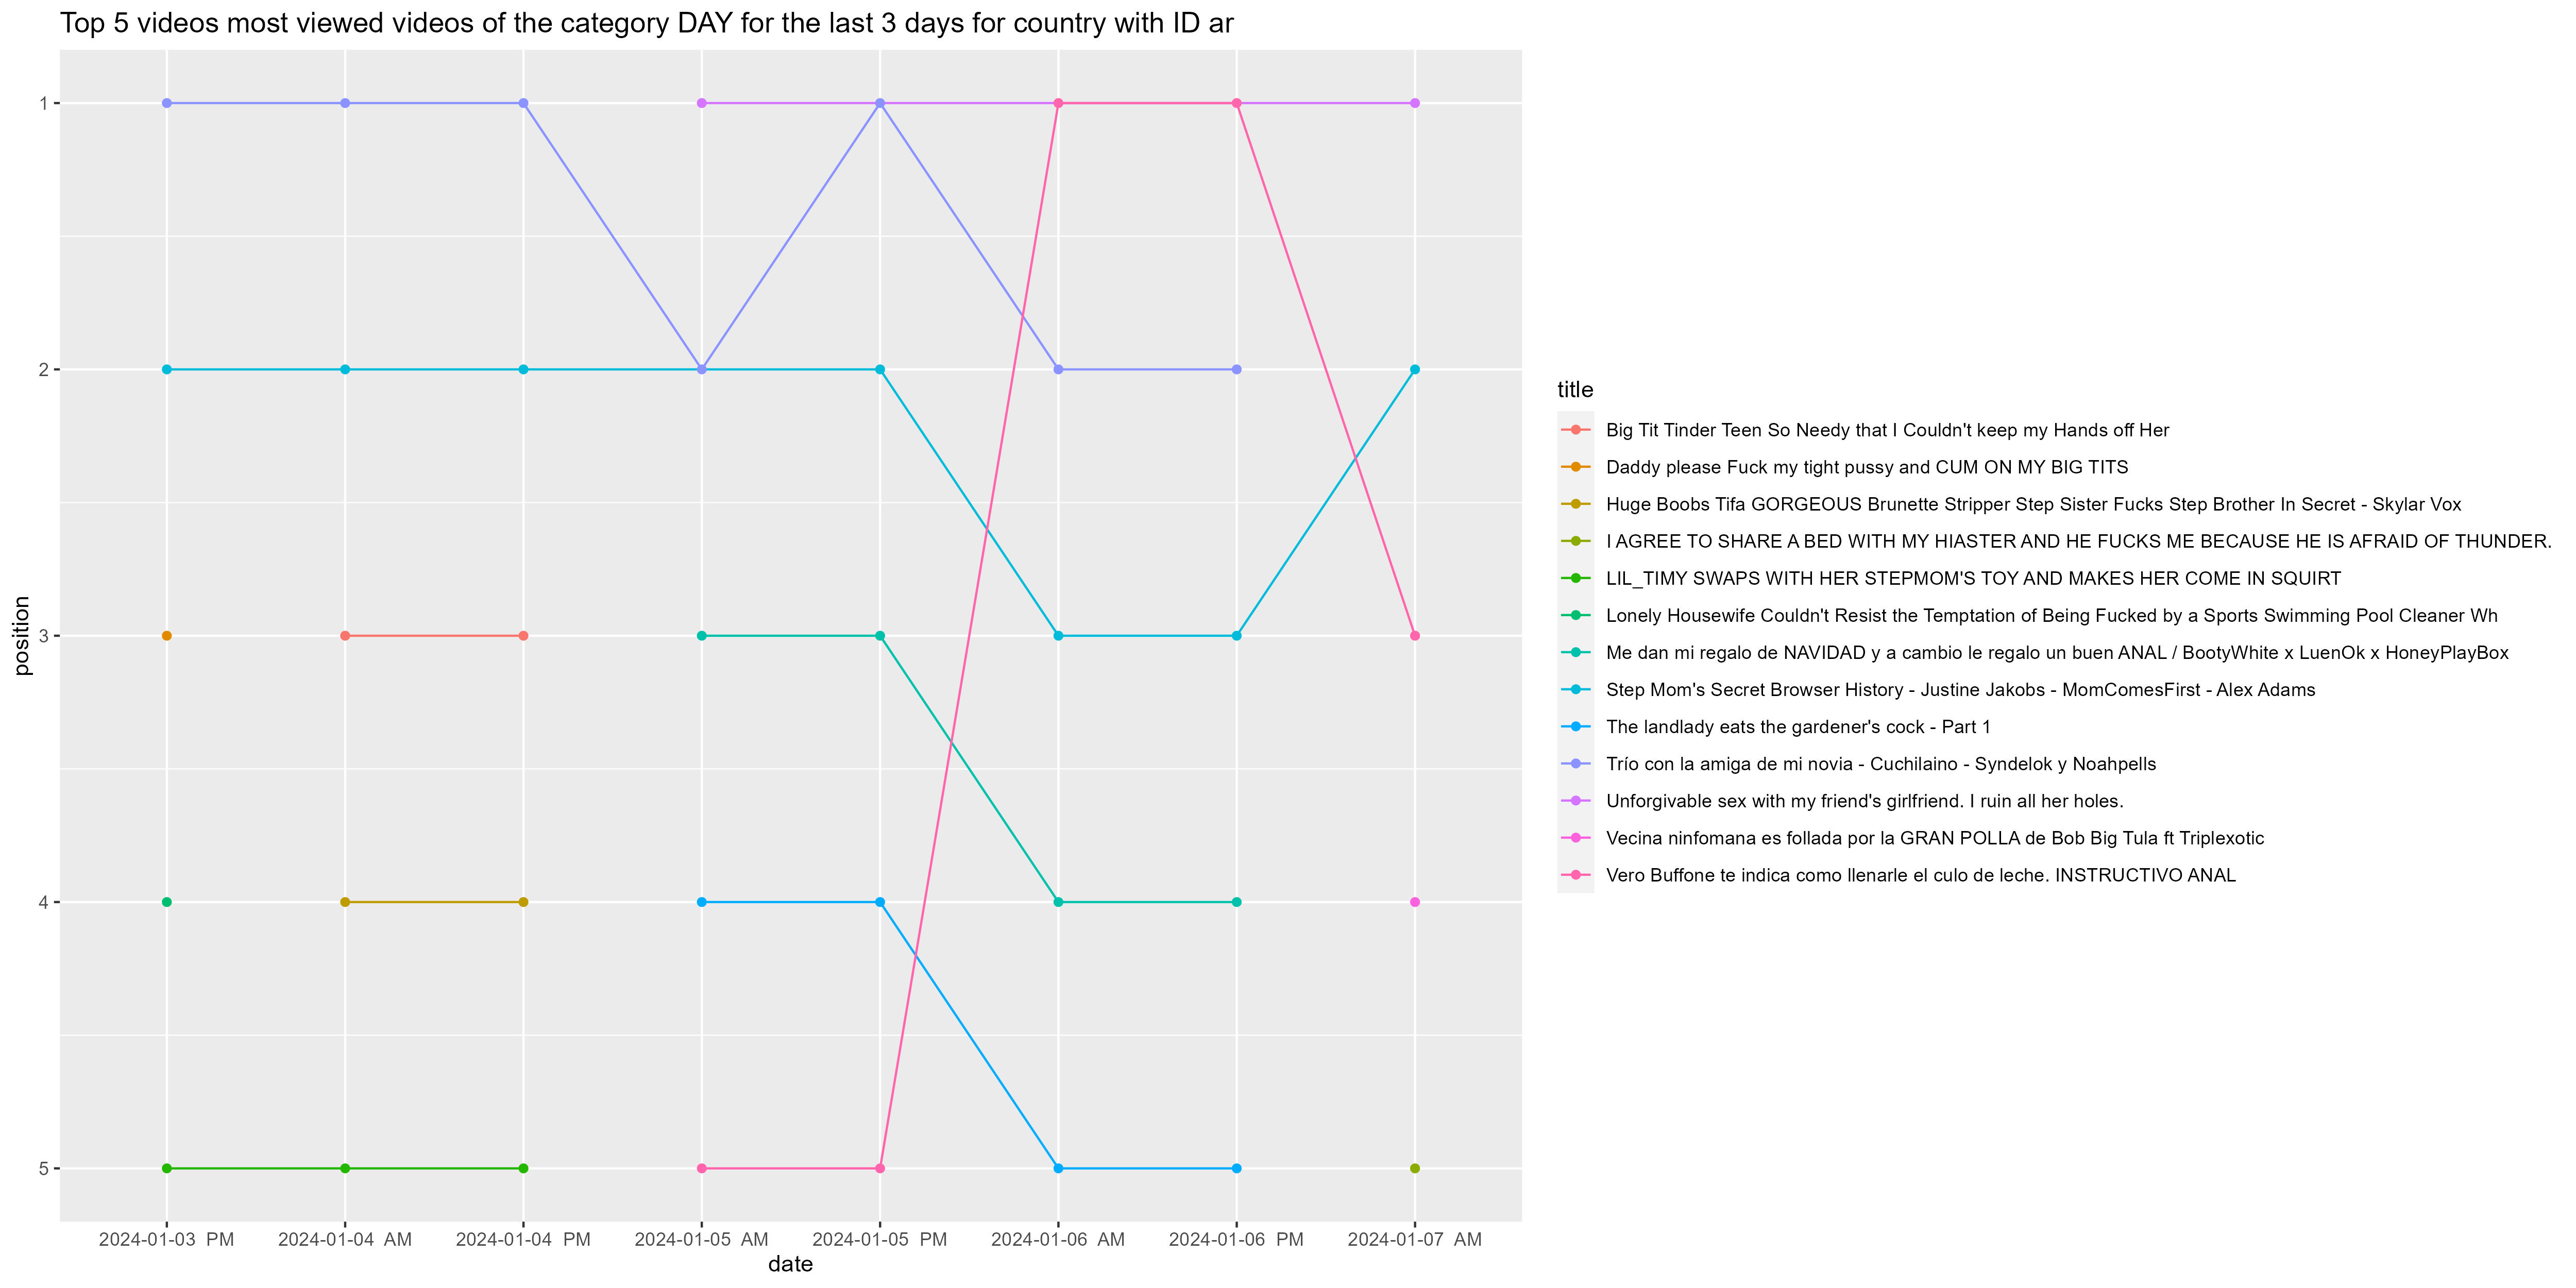 Top 5 videos most viewed videos of the category DAY for the last 3 days for country with ID ar
1
2
3
4
5
position
2024-01-03 PM
2024-01-04 AM
2024-01-04 PM
2024-01-05 AM
2024-01-05 PM
2024-01-06 AM
2024-01-06 PM
2024-01-07 AM
date
title
Big Tit Tinder Teen So Needy that I Couldn't keep my Hands off Her
Daddy please Fuck my tight pussy and CUM ON MY BIG TITS
Huge Boobs Tifa GORGEOUS Brunette Stripper Step Sister Fucks Step Brother In Secret - Skylar Vox
I AGREE TO SHARE A BED WITH MY HIASTER AND HE FUCKS ME BECAUSE HE IS AFRAID OF THUNDER.
LIL_TIMY SWAPS WITH HER STEPMOM'S TOY AND MAKES HER COME IN SQUIRT
Lonely Housewife Couldn't Resist the Temptation of Being Fucked by a Sports Swimming Pool Cleaner Wh
Me dan mi regalo de NAVIDAD y a cambio le regalo un buen ANAL / BootyWhite x LuenOk x HoneyPlayBox
Step Mom's Secret Browser History - Justine Jakobs - MomComesFirst - Alex Adams
The landlady eats the gardener's cock - Part 1
Trío con la amiga de mi novia - Cuchilaino - Syndelok y Noahpells
Unforgivable sex with my friend's girlfriend. I ruin all her holes.
Vecina ninfomana es follada por la GRAN POLLA de Bob Big Tula ft Triplexotic
Vero Buffone te indica como llenarle el culo de leche. INSTRUCTIVO ANAL